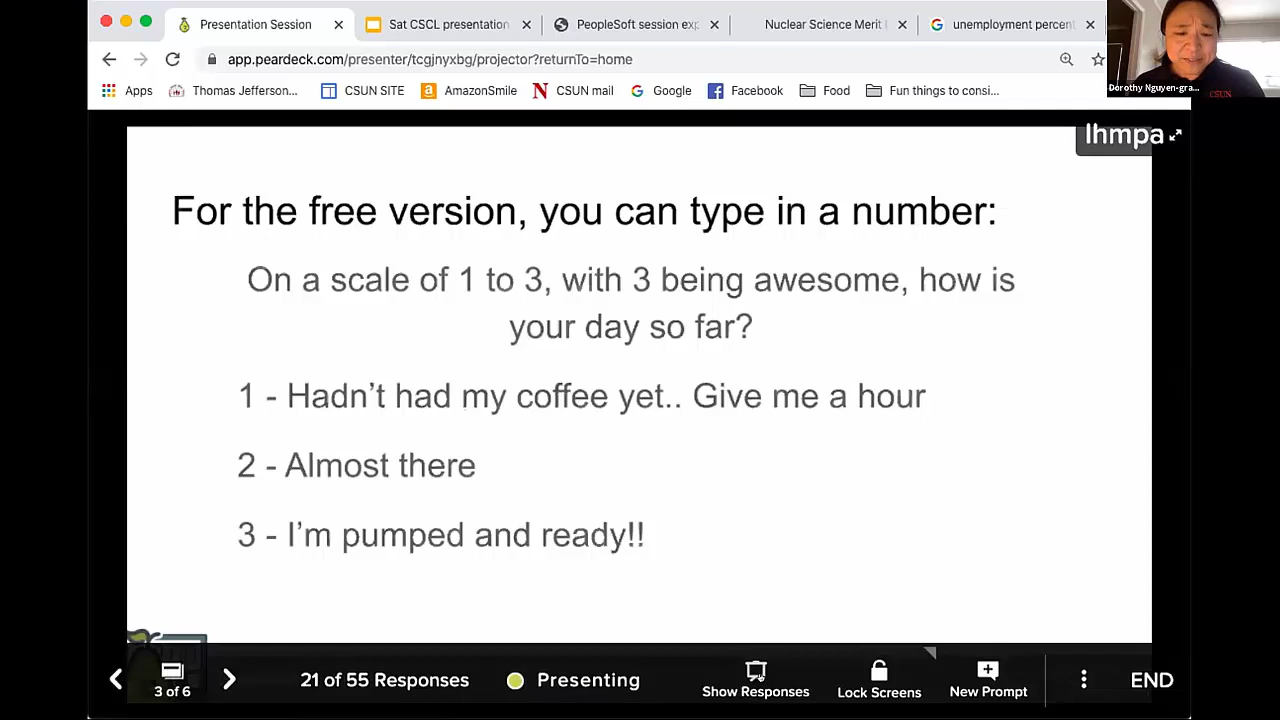 Presentation Session
Sat CSCL presentation
PeopleSoft session exp
Nuclear Science Merit
unemployment percent
app.peardeck.com/presenter/tcgjnyxbg/projector?returnTo=home
Apps
Thomas Jefferson...
CSUN SITE
AmazonSmile
CSUN mail
Google
Facebook
Food
Fun things to consi...
Dorothy Nguyen-gra...
CSUN
lhmpa
For the free version, you can type in a number:
On a scale of 1 to 3, with 3 being awesome, how is
your day so far?
1 - Hadn't had my coffee yet.. Give me a hour
2 - Almost there
3 - I'm pumped and ready!!
3 of 6
21 of 55 Responses
Presenting
Show Responses
Lock Screens
New Prompt
END